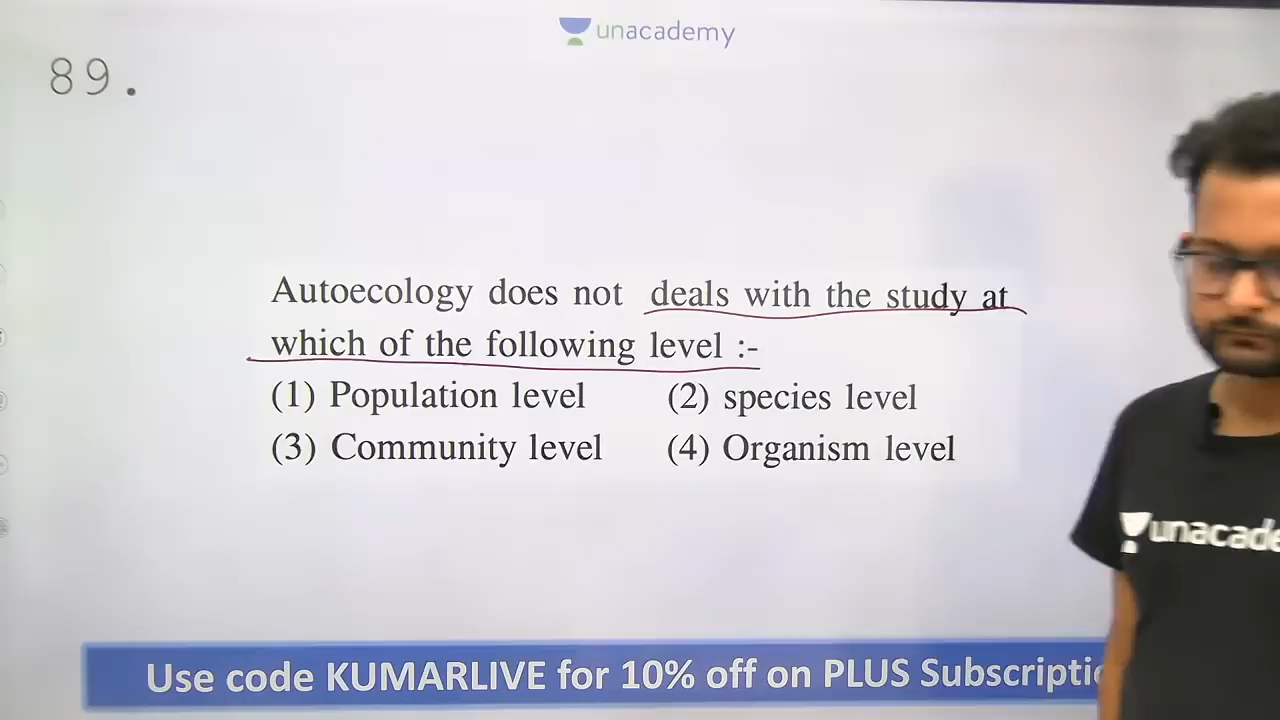 unacademy
89.
Autoecology does not deals with the study at
which of the following level :-
(1) Population level (2) species level
(3) Community level (4) Organism level
unacade
Use code KUMARLIVE for 10% off on PLUS Subscriptio